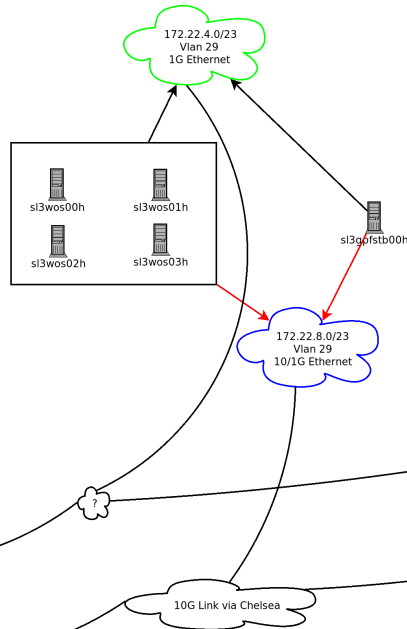 172.22.4.0/23
Vlan 29
1G Ethernet
sl3wos00h
sl3wos01h
sl3wos02h
sl3wos03h
sl3gpfstb00h
172.22.8.0/23
Vlan 29
10/1G Ethernet
?
10G Link via Chelsea